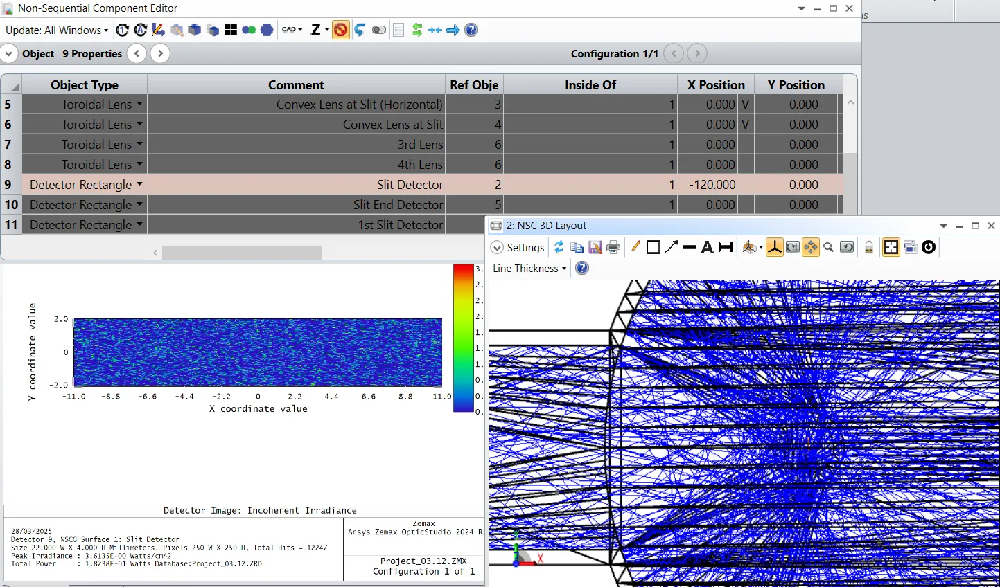 Non-Sequential Component Editor
Update: All Windows
CAD
Z
Object 9 Properties
Configuration 1/1
Object Type Comment Ref Obje Inside Of X Position Y Position
5 Toroidal Lens Convex Lens at Slit (Horizontal) 3 1 0.000 V 0.000
6 Toroidal Lens Convex Lens at Slit 4 1 0.000 V 0.000
7 Toroidal Lens 3rd Lens 6 1 0.000 0.000
8 Toroidal Lens 4th Lens 6 1 0.000 0.000
9 Detector Rectangle Slit Detector 2 1 -120.000 0.000
10 Detector Rectangle Slit End Detector 5 1 0.000 0.000
11 Detector Rectangle 1st Slit Detector
2: NSC 3D Layout
Settings
A
Line Thickness
X
3.
2.
2.
2.
1.
1.
0.
0.
0.
0.
Y coordinate value
2.0
0
-2.0
-11.0 -8.8 -6.6 -4.4 -2.2 0 2.2 4.4 6.6 8.8 11.0
X coordinate value
Detector Image: Incoherent Irradiance
28/03/2025
Detector 9, NSCG Surface 1: Slit Detector
Size 22.000 W X 4.000 H Millimeters, Pixels 250 W X 250 H, Total Hits = 12247
Peak Irradiance : 3.6135E+00 Watts/cm^2
Total Power : 1.8238E-01 Watts Database:Project_03.12.ZRD
Zemax
Ansys Zemax OpticStudio 2024
Project_03.12.ZMX
Configuration 1 of 1